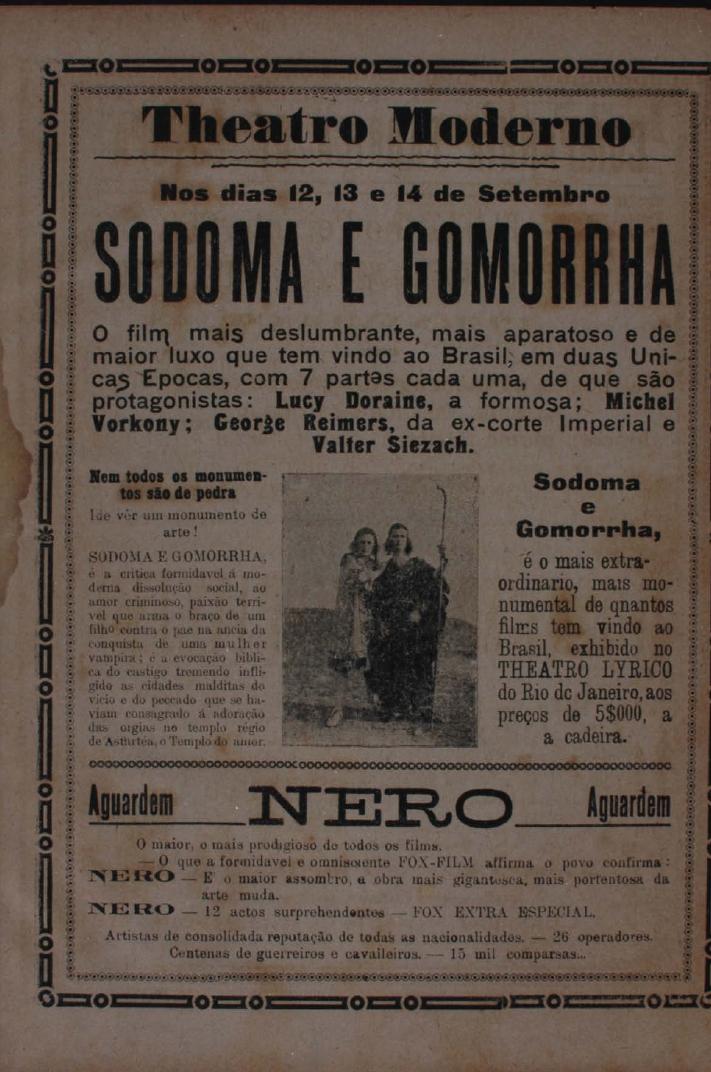 Theatro Moderno
Nos dias 12, 13 e 14 de Setembro
SODOMA E GOMORRHA
O film mais deslumbrante, mais aparatoso e de
maior luxo que tem vindo ao Brasil, em duas Uni-
cas Epocas, com 7 partes cada uma, de que são
protagonistas: Lucy Doraine, a formosa; Michel
Vorkony; George Reimers, da ex-corte Imperial e
Valter Siezach.
Nem todos os monumen-
tos são de pedra
Ide vêr um monumento de
arte!
SODOMA E GOMORRHA,
é a critica formidavel á mo-
derna dissolução social, ao
amor criminoso, paixão terri-
vel que arma o braço de um
filho contra o pae na ancia da
conquista de uma mulher
vampira; é a evocação bibli-
ca do castigo tremendo infli-
gido as cidades malditas do
vicio e do peccado que se ha-
viam consagrado á adoração
das orgias no templo régio
de Astartéa, o Templo do amor.
Sodoma
e
Gomorrha,
é o mais extra-
ordinario, mais mo-
numental de qnantos
films tem vindo ao
Brasil, exhibido no
THEATRO LYRICO
do Rio de Janeiro, aos
preços de 5$000, a
a cadeira.
Aguardem NERO Aguardem
O maior, o mais prodigioso de todos os films.
— O que a formidavel e omnisciente FOX-FILM affirma o povo confirma:
NERO — E' o maior assombro, a obra mais gigantesca, mais portentosa da
arte muda.
NERO — 12 actos surprehendentes — FOX EXTRA ESPECIAL.
Artistas de consolidada reputação de todas as nacionalidados. — 26 operadores.
Centenas de guerreiros e cavalleiros. — 15 mil comparsas...